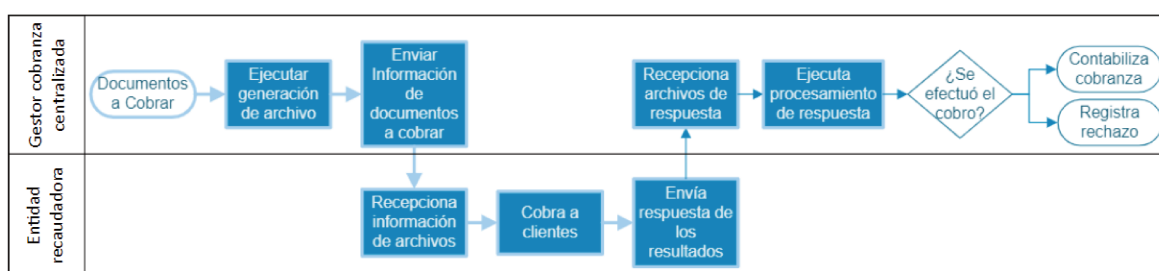 Gestor cobranza
centralizada
Documentos
a Cobrar
Ejecutar
generación
de archivo
Enviar
Información
de
documentos
a cobrar
Recepciona
archivos de
respuesta
Ejecuta
procesamiento
de respuesta
¿Se
efectuó el
cobro?
Contabiliza
cobranza
Registra
rechazo
Entidad
recaudadora
Recepciona
información
de archivos
Cobra a
clientes
Envía
respuesta de
los
resultados